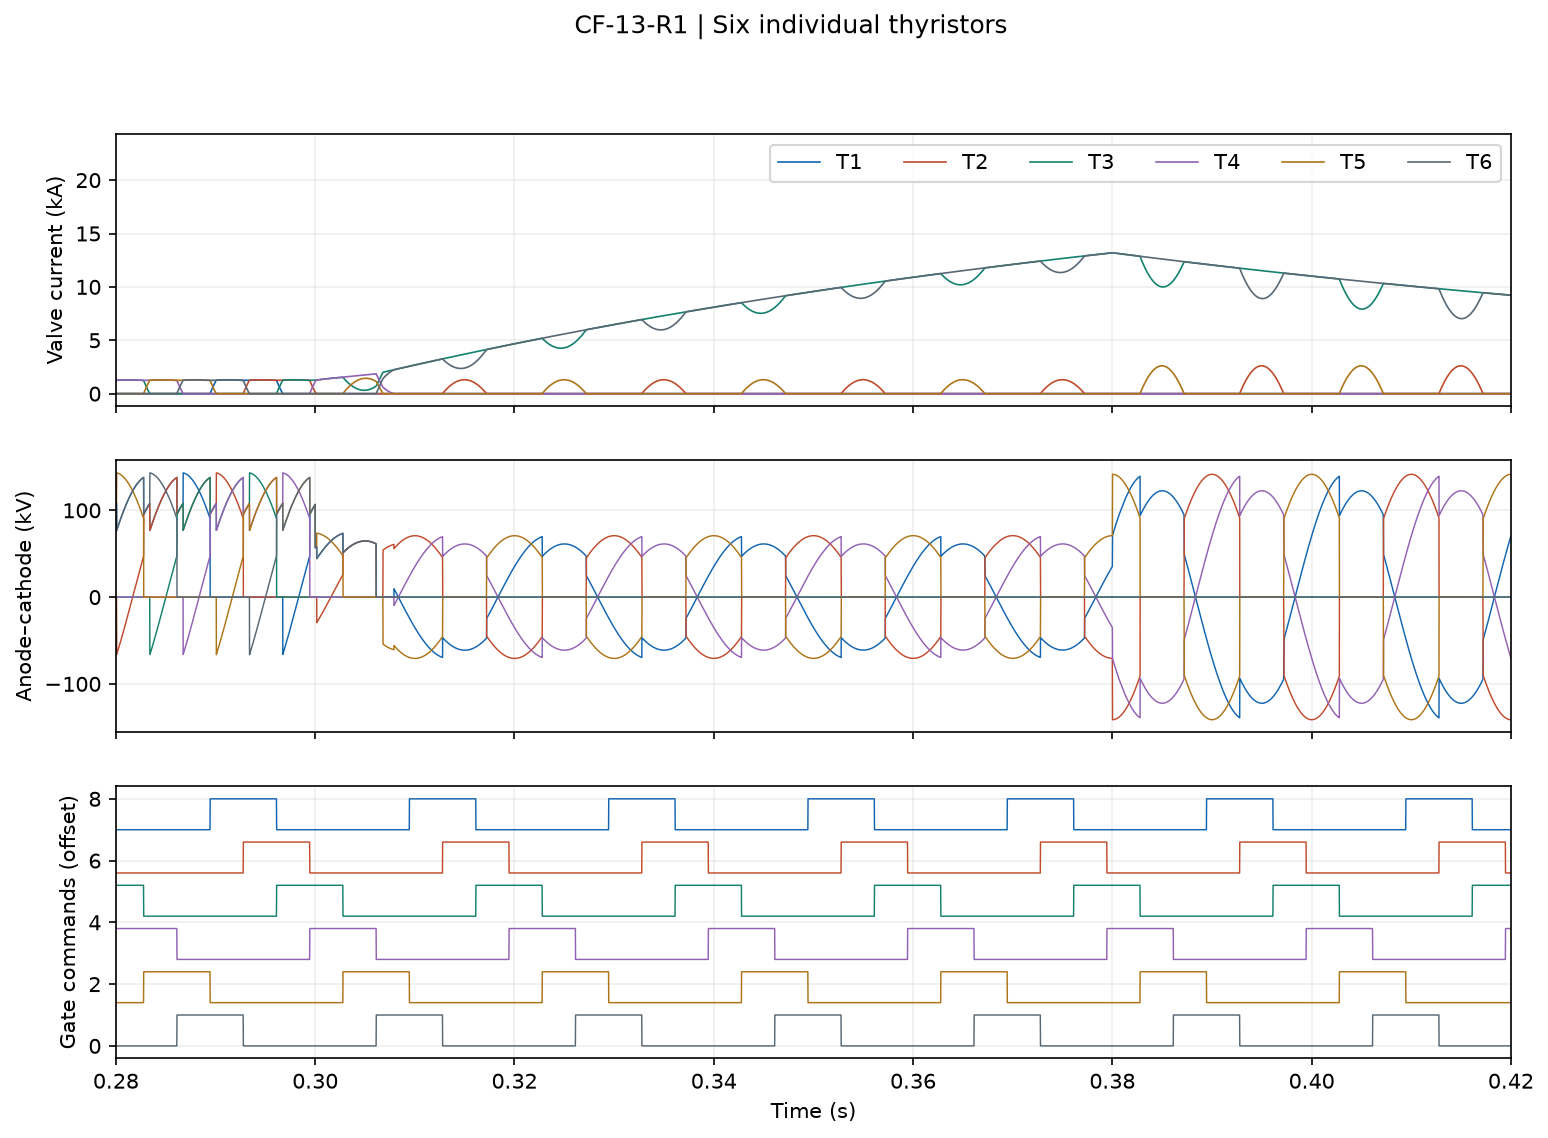 CF-13-R1 | Six individual thyristors
Valve current (kA)
20
15
10
5
0
T1 T2 T3 T4 T5 T6
Anode–cathode (kV)
100
0
−100
Gate commands (offset)
8
6
4
2
0
0.28 0.30 0.32 0.34 0.36 0.38 0.40 0.42
Time (s)